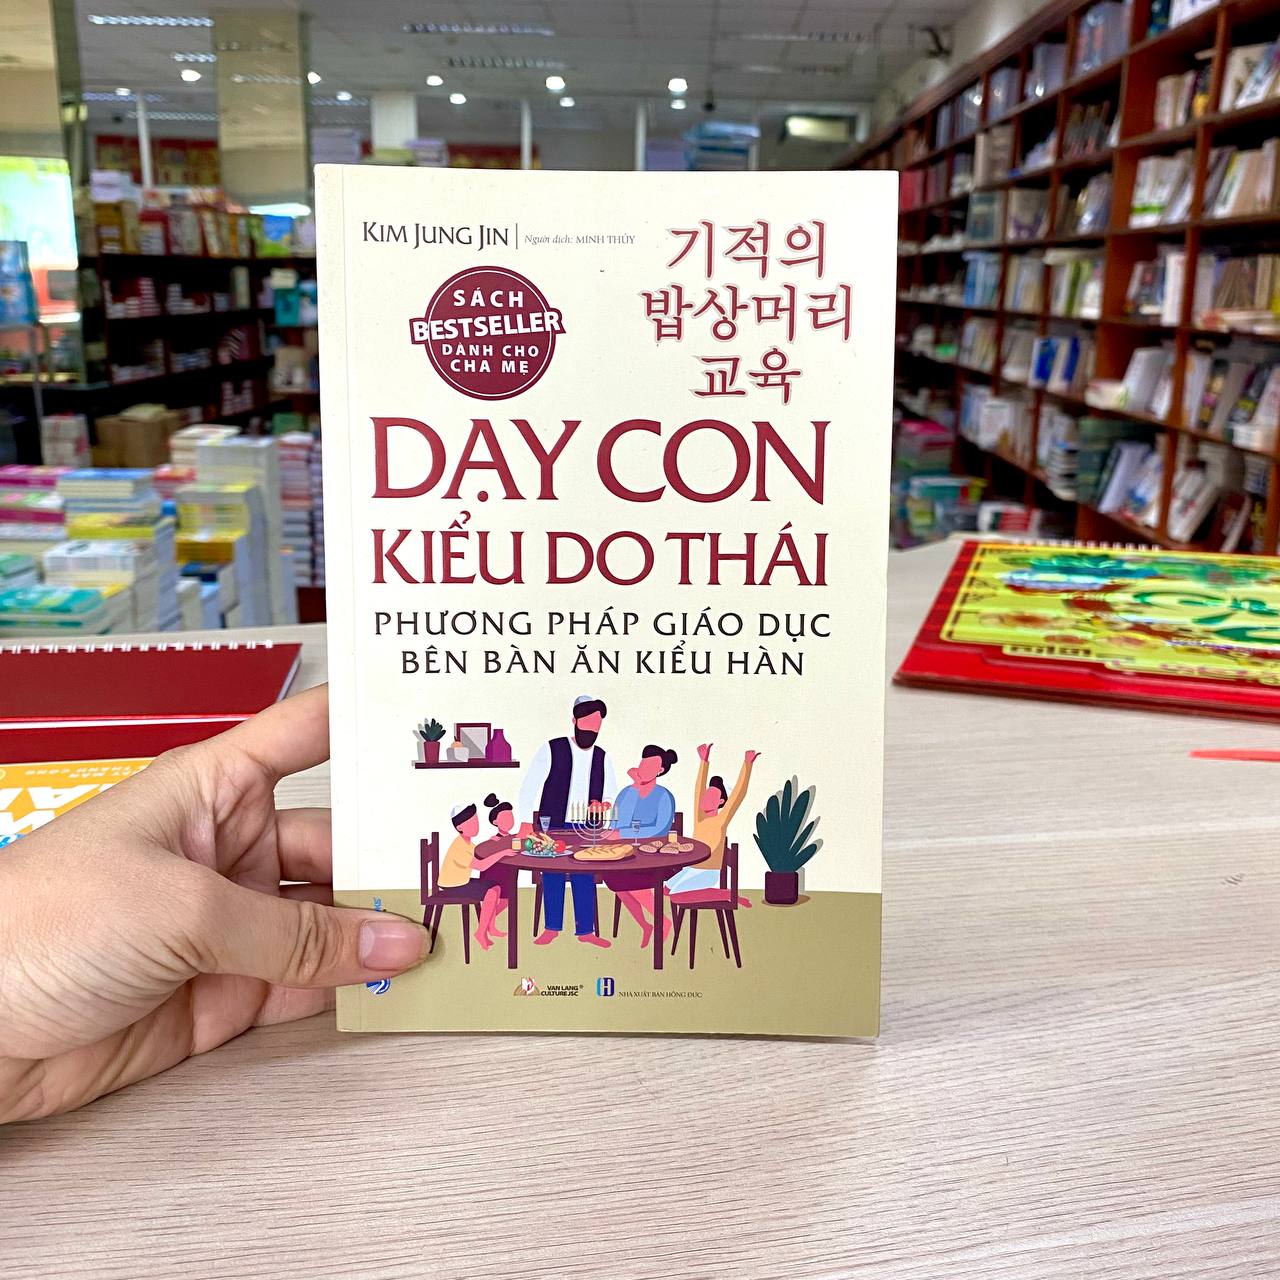 KIM JUNG JIN
Người dịch: MINH THÚY
기적의
밥상머리
교육
SÁCH
BESTSELLER
DÀNH CHO
CHA MẸ
DẠY CON
KIỂU DO THÁI
PHƯƠNG PHÁP GIÁO DỤC
BÊN BÀN ĂN KIỂU HÀN
VAN LANG®
CULTURE.JSC
NHÀ XUẤT BẢN HỒNG ĐỨC